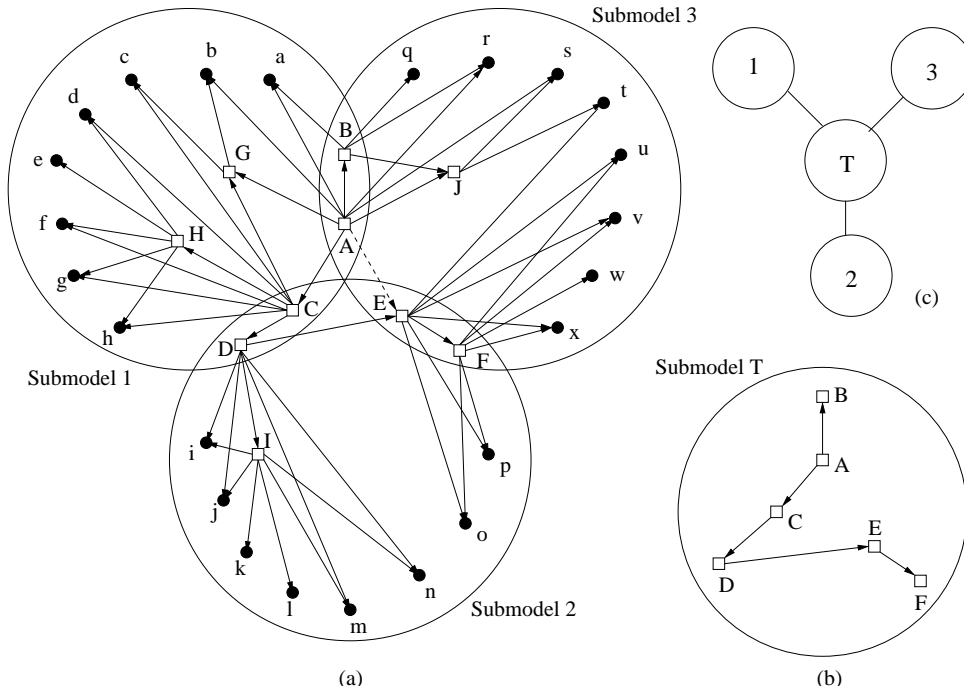 Submodel 3
a
b
c
d
e
f
g
h
q
r
s
t
u
v
w
x
B
G
J
A
H
C
E
D
F
Submodel 1
I
i
j
k
l
m
n
o
p
Submodel 2
(a)
1
3
T
2
(c)
Submodel T
B
A
C
E
D
F
(b)